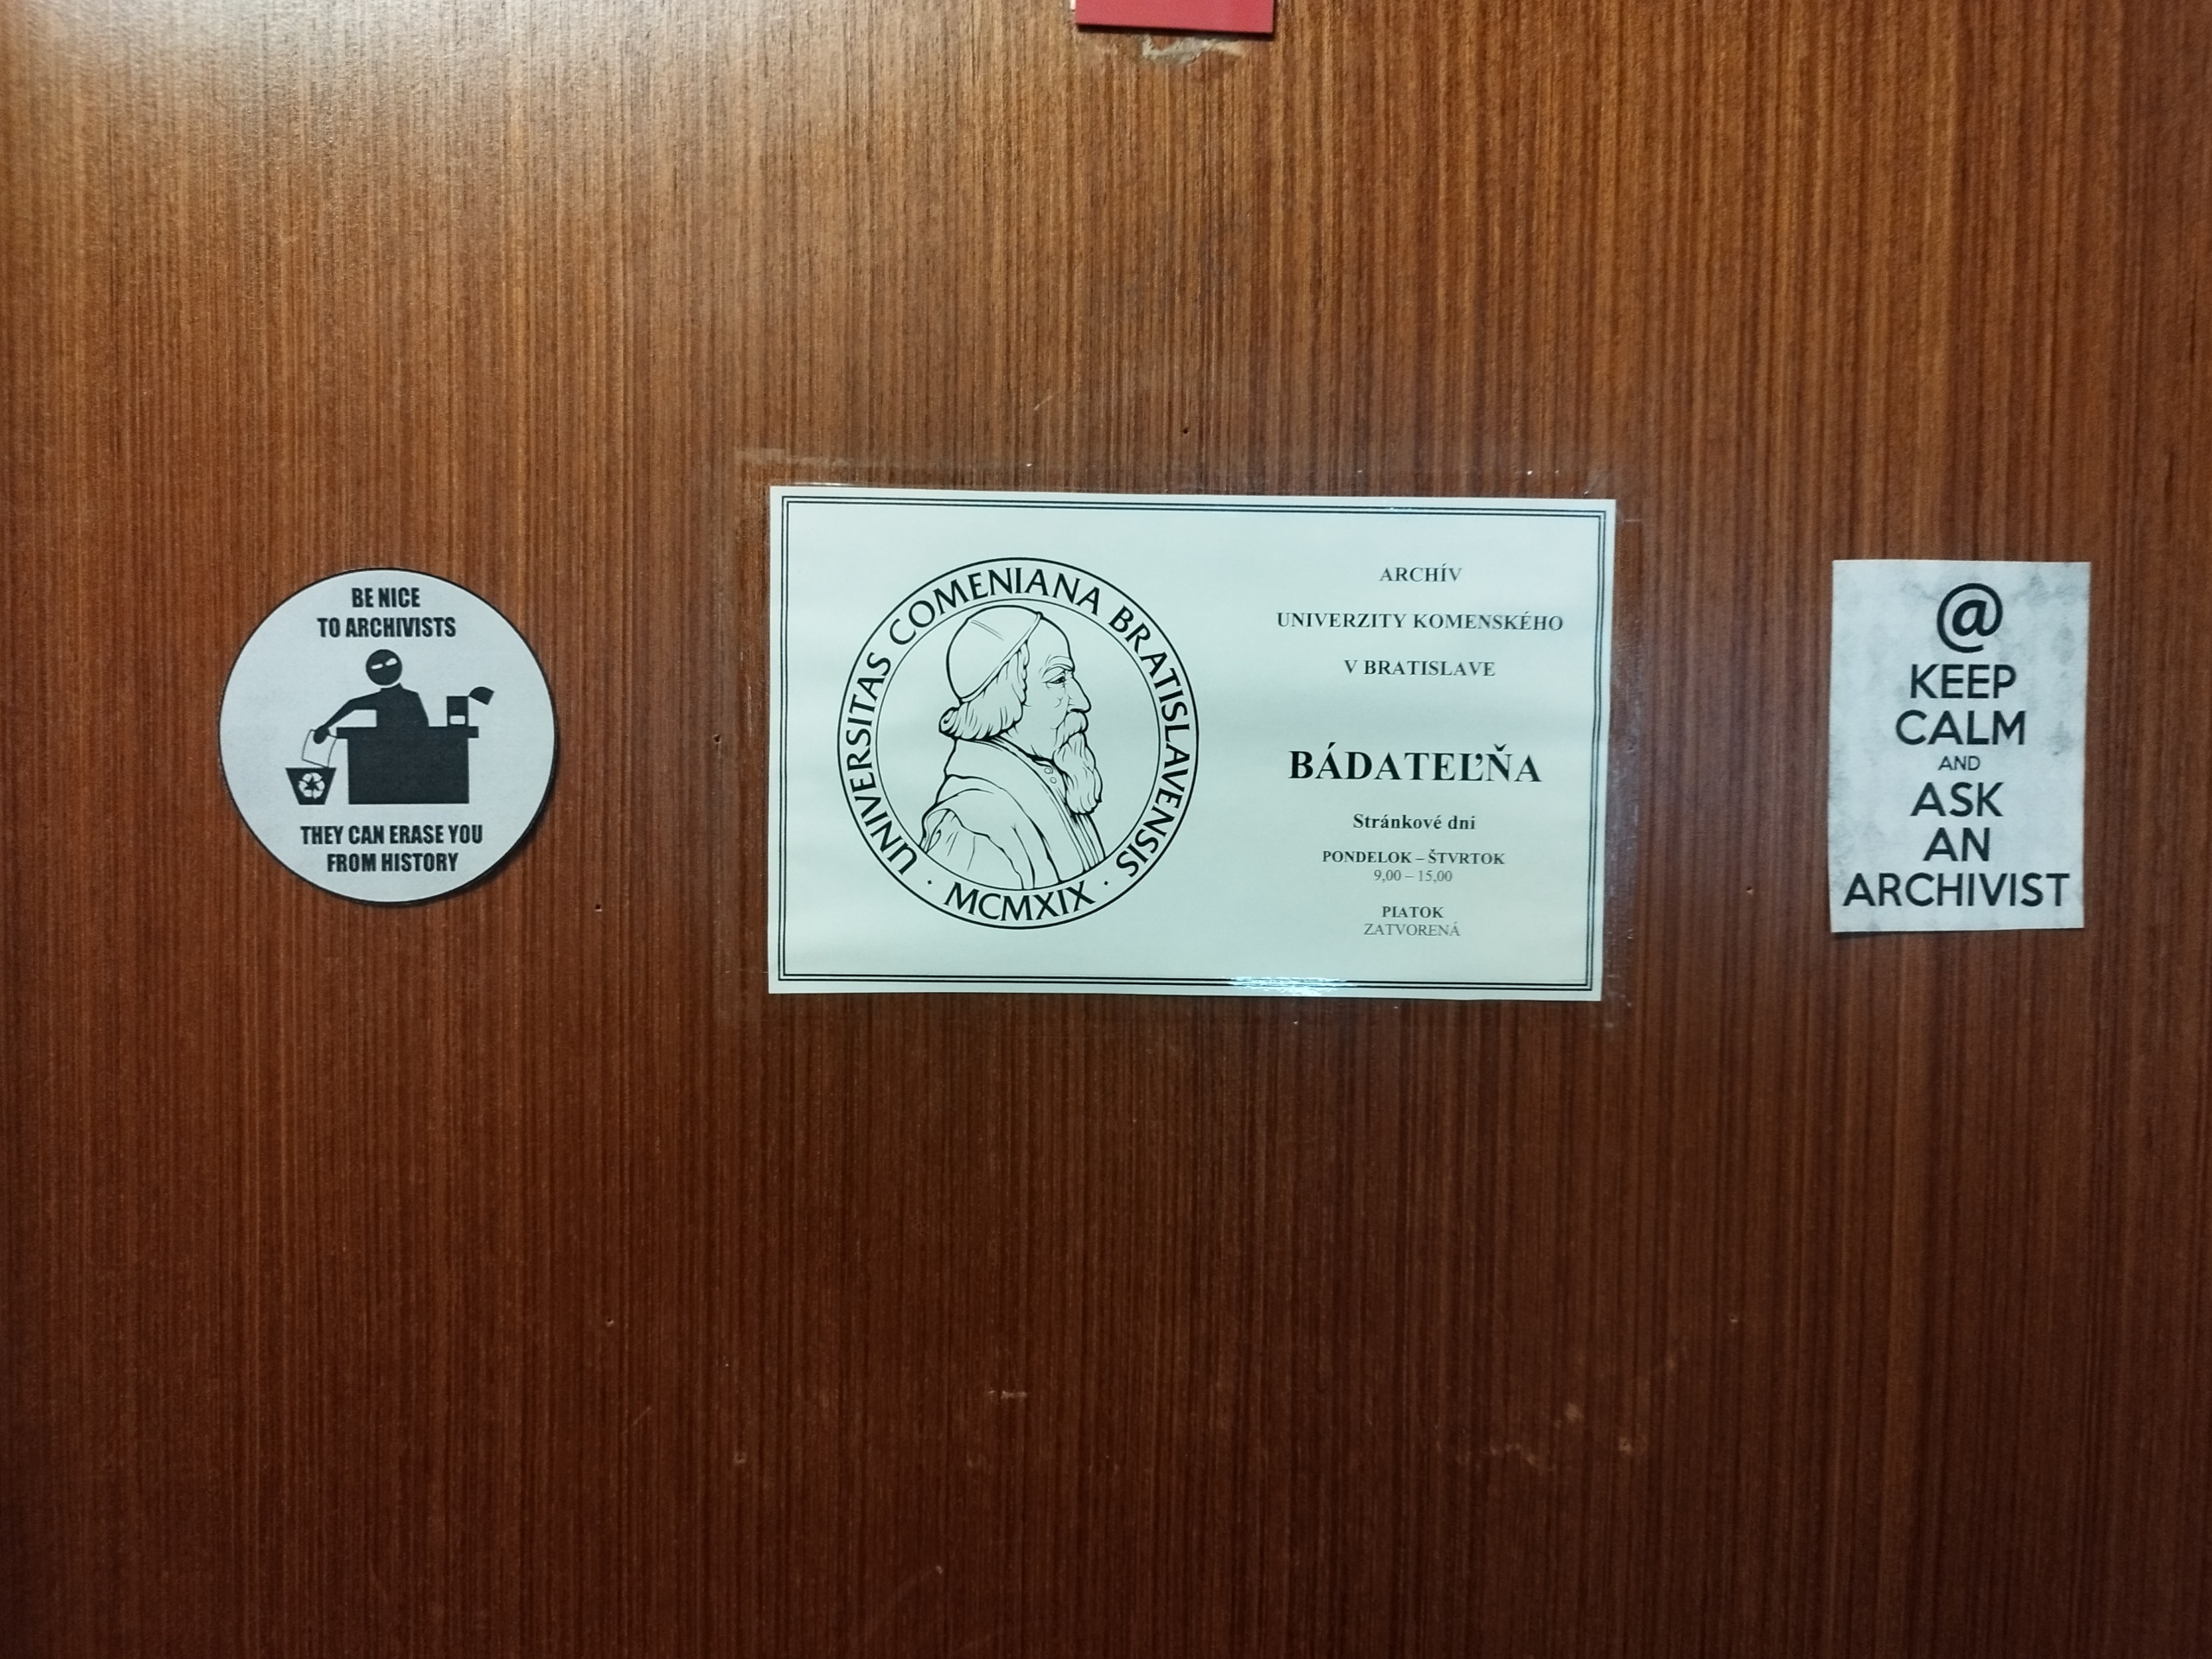 BE NICE
TO ARCHIVISTS
THEY CAN ERASE YOU
FROM HISTORY
UNIVERSITAS COMENIANA BRATISLAVENSIS
· MCMXIX ·
ARCHÍV
UNIVERZITY KOMENSKÉHO
V BRATISLAVE
BÁDATEĽŇA
Stránkové dni
PONDELOK – ŠTVRTOK
9,00 – 15,00
PIATOK
ZATVORENÁ
@
KEEP
CALM
AND
ASK
AN
ARCHIVIST